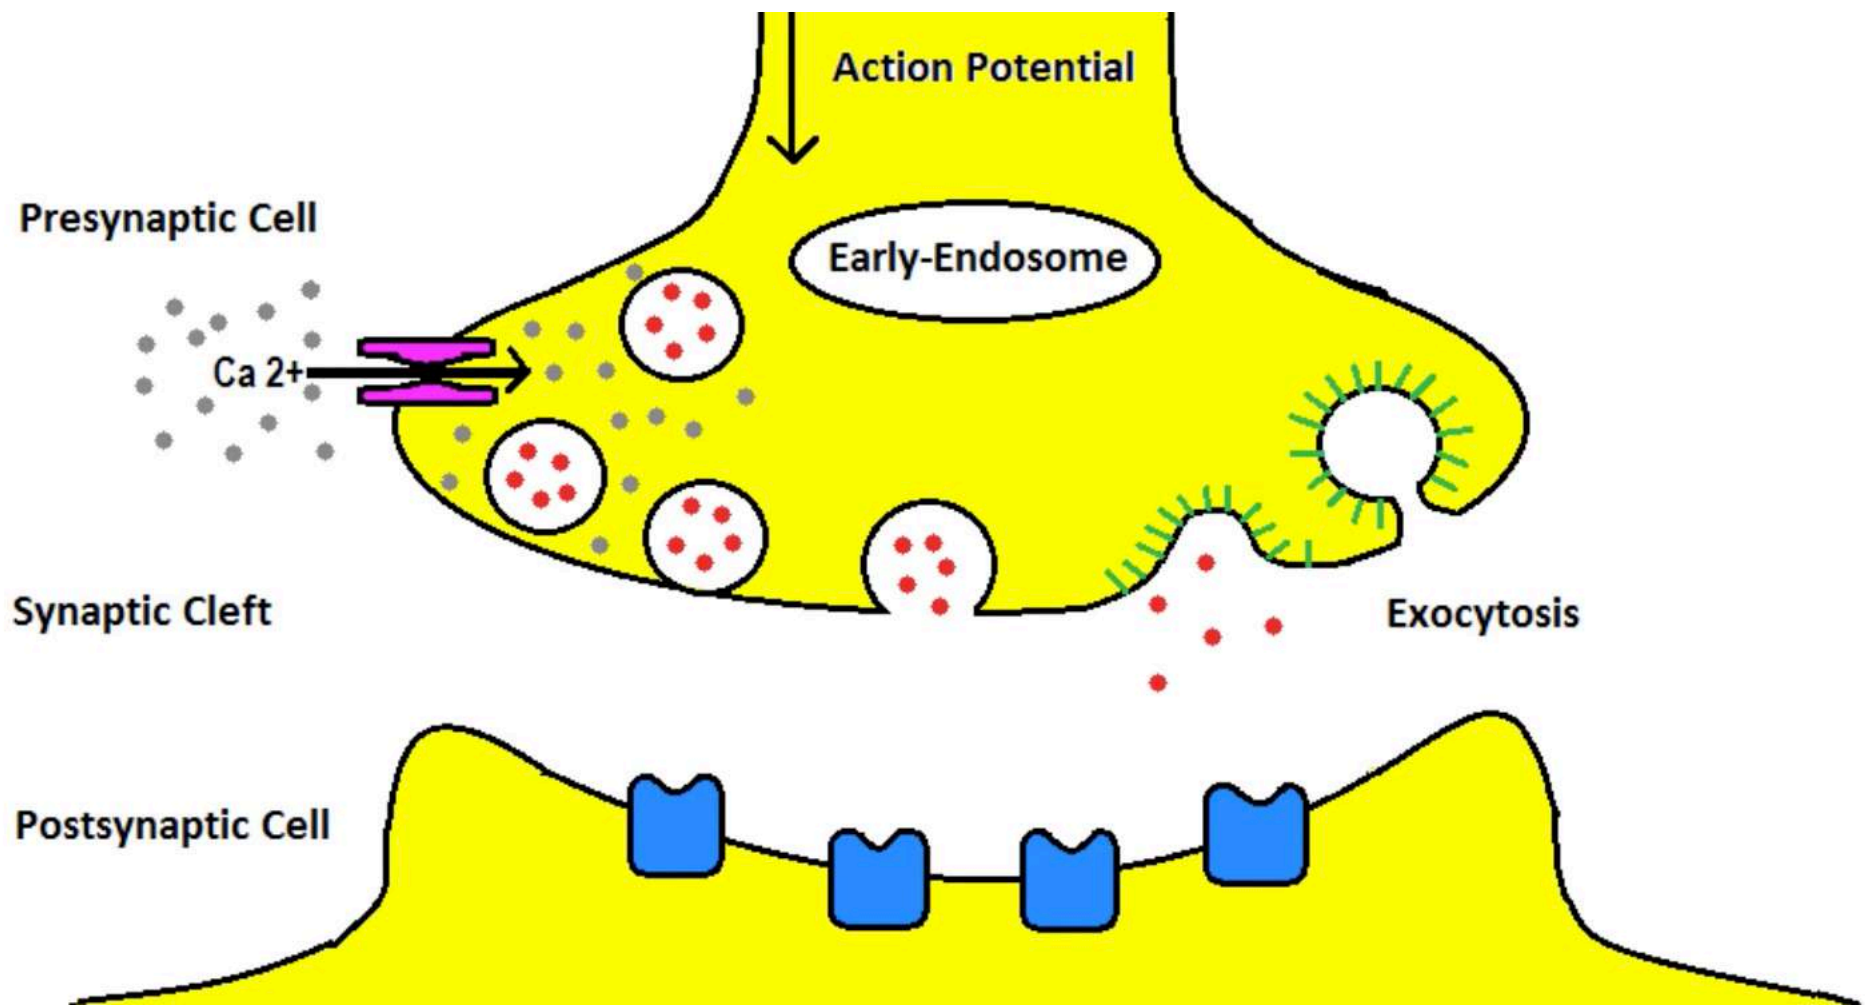 Action Potential
Presynaptic Cell
Early-Endosome
Ca 2+
Synaptic Cleft
Exocytosis
Postsynaptic Cell